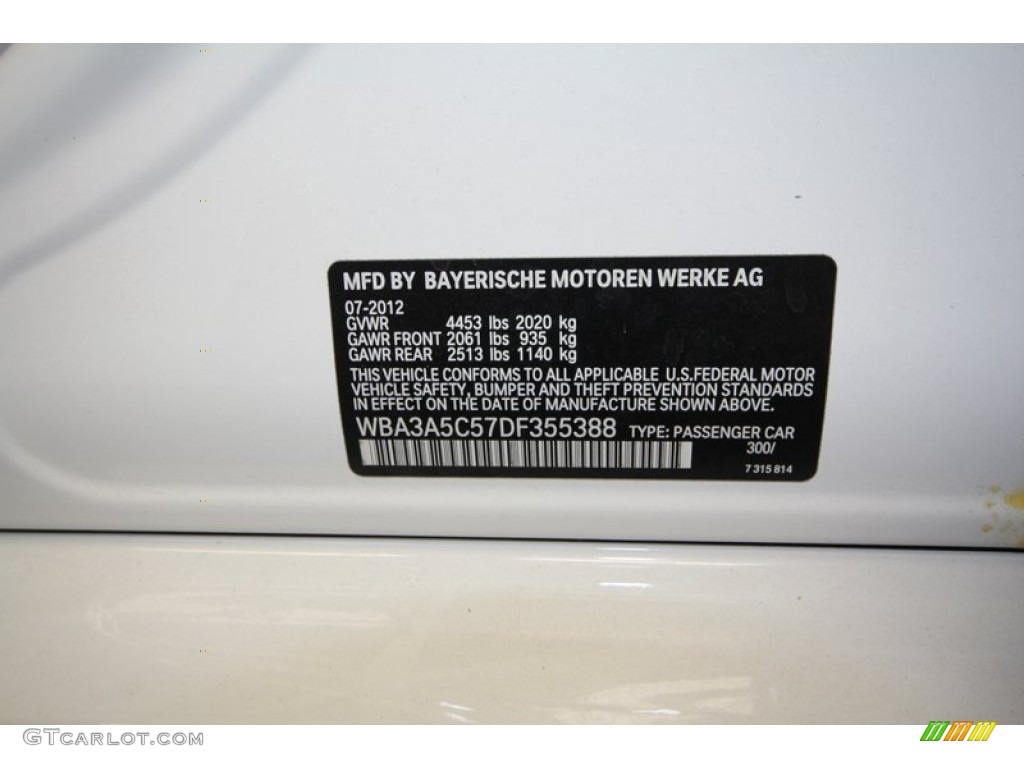 MFD BY BAYERISCHE MOTOREN WERKE AG
07-2012
GVWR 4453 lbs 2020 kg
GAWR FRONT 2061 lbs 935 kg
GAWR REAR 2513 lbs 1140 kg
THIS VEHICLE CONFORMS TO ALL APPLICABLE U.S.FEDERAL MOTOR
VEHICLE SAFETY, BUMPER AND THEFT PREVENTION STANDARDS
IN EFFECT ON THE DATE OF MANUFACTURE SHOWN ABOVE.
WBA3A5C57DF355388 TYPE: PASSENGER CAR
300/
7 315 814
GTCARLOT.COM